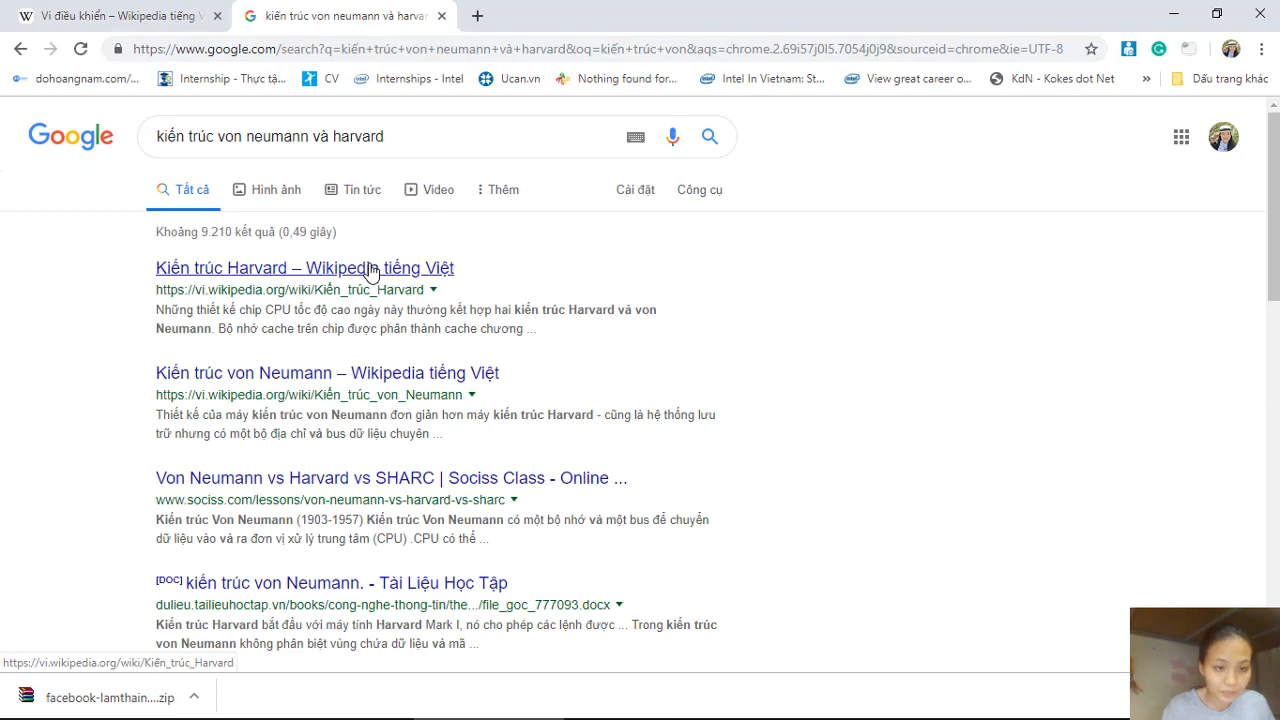 Vi điều khiển – Wikipedia tiếng V
kiến trúc von neumann và harvar
https://www.google.com/search?q=kiến+trúc+von+neumann+và+harvard&oq=kiến+trúc+von&aqs=chrome.2.69i57j0l5.7054j0j9&sourceid=chrome&ie=UTF-8
dohoangnam.com/...
Internship - Thực tậ...
CV
Internships - Intel
Ucan.vn
Nothing found for...
Intel In Vietnam: St...
View great career o...
KdN - Kokes dot Net
»
Dấu trang khác
Google
kiến trúc von neumann và harvard
Tất cả
Hình ảnh
Tin tức
Video
Thêm
Cài đặt
Công cụ
Khoảng 9.210 kết quả (0,49 giây)
Kiến trúc Harvard – Wikipedia tiếng Việt
https://vi.wikipedia.org/wiki/Kiến_trúc_Harvard
Những thiết kế chip CPU tốc độ cao ngày này thường kết hợp hai kiến trúc Harvard và von
Neumann. Bộ nhớ cache trên chip được phân thành cache chương ...
Kiến trúc von Neumann – Wikipedia tiếng Việt
https://vi.wikipedia.org/wiki/Kiến_trúc_von_Neumann
Thiết kế của máy kiến trúc von Neumann đơn giản hơn máy kiến trúc Harvard - cũng là hệ thống lưu
trữ nhưng có một bộ địa chỉ và bus dữ liệu chuyên ...
Von Neumann vs Harvard vs SHARC | Sociss Class - Online ...
www.sociss.com/lessons/von-neumann-vs-harvard-vs-sharc
Kiến trúc Von Neumann (1903-1957) Kiến trúc Von Neumann có một bộ nhớ và một bus để chuyển
dữ liệu vào và ra đơn vị xử lý trung tâm (CPU) .CPU có thể ...
[DOC] kiến trúc von Neumann. - Tài Liệu Học Tập
dulieu.tailieuhoctap.vn/books/cong-nghe-thong-tin/the.../file_goc_777093.docx
Kiến trúc Harvard bắt đầu với máy tính Harvard Mark I, nó cho phép các lệnh được ... Trong kiến trúc
von Neumann không phân biệt vùng chứa dữ liệu và mã ...
https://vi.wikipedia.org/wiki/Kiến_trúc_Harvard
facebook-lamthain....zip